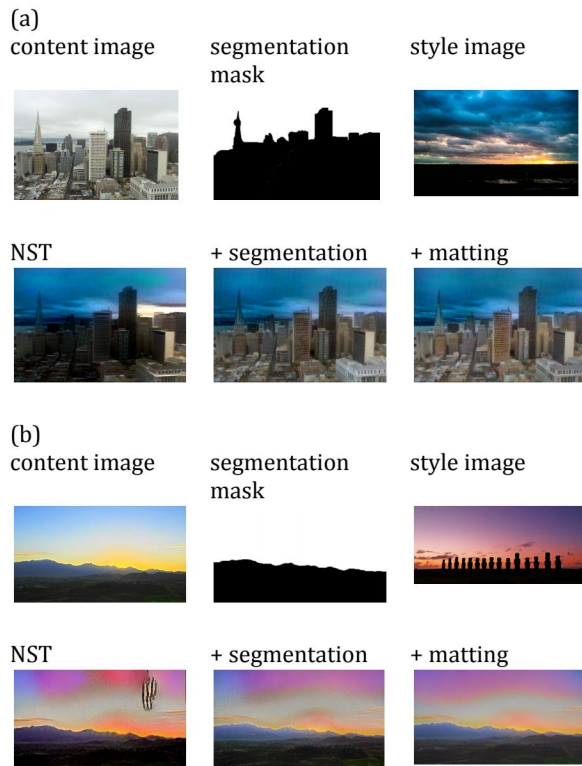 (a)
content image segmentation mask style image
NST + segmentation + matting
(b)
content image segmentation mask style image
NST + segmentation + matting